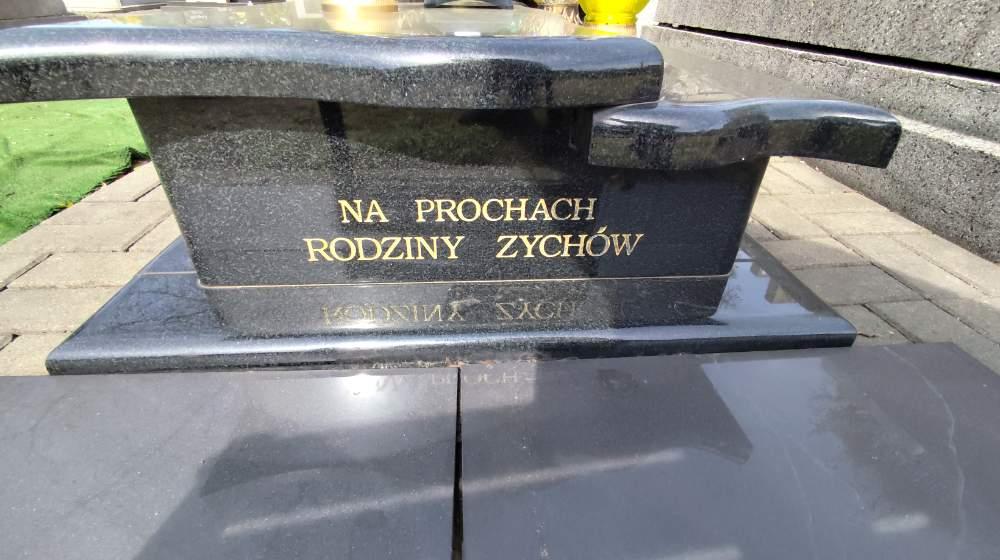 NA PROCHACH
RODZINY ZYCHÓW